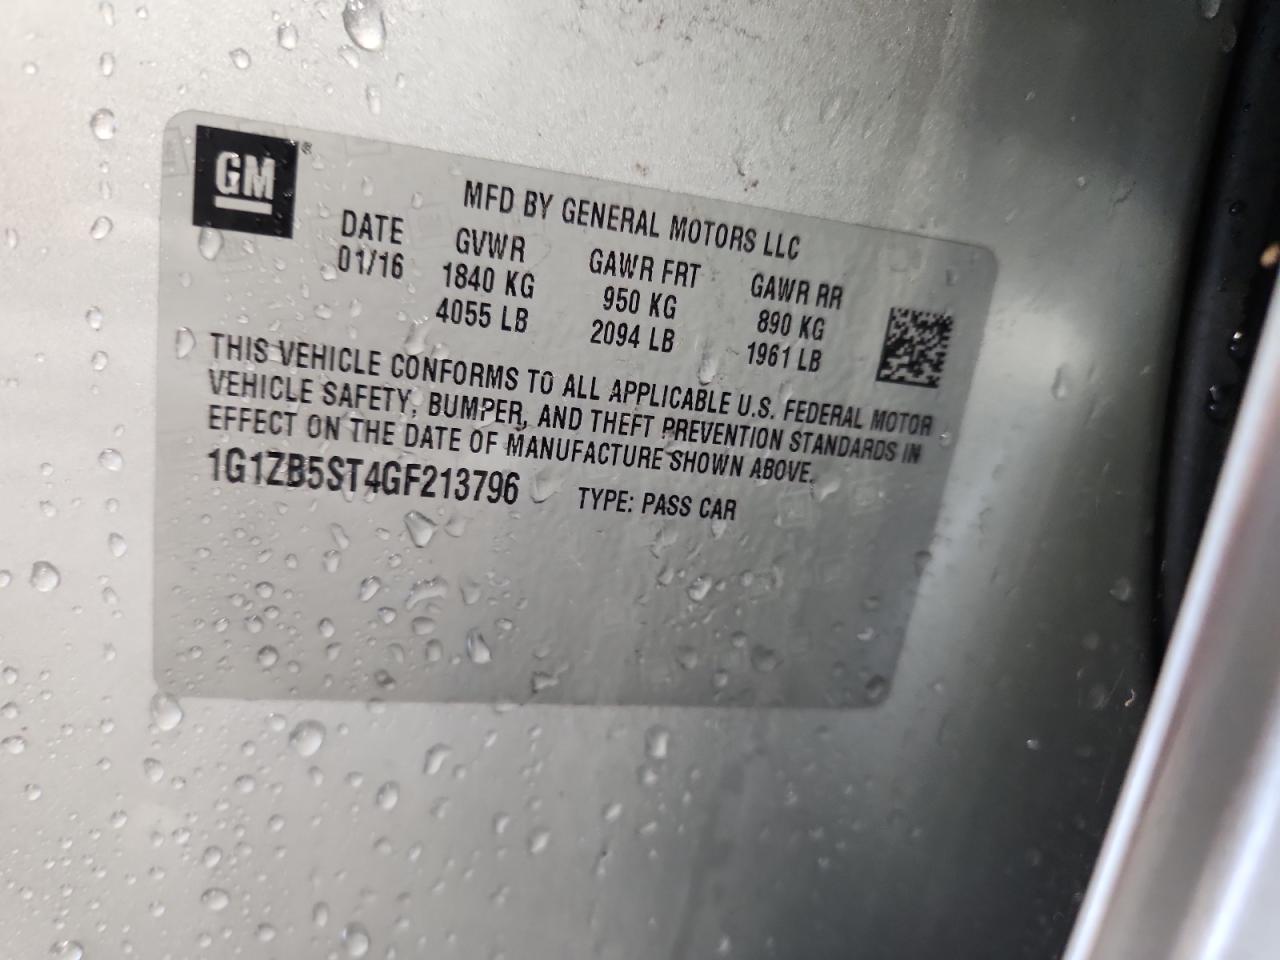 GM®
MFD BY GENERAL MOTORS LLC
DATE GVWR GAWR FRT GAWR RR
01/16 1840 KG 950 KG 890 KG
4055 LB 2094 LB 1961 LB
THIS VEHICLE CONFORMS TO ALL APPLICABLE U.S. FEDERAL MOTOR
VEHICLE SAFETY, BUMPER, AND THEFT PREVENTION STANDARDS IN
EFFECT ON THE DATE OF MANUFACTURE SHOWN ABOVE.
1G1ZB5ST4GF213796 TYPE: PASS CAR